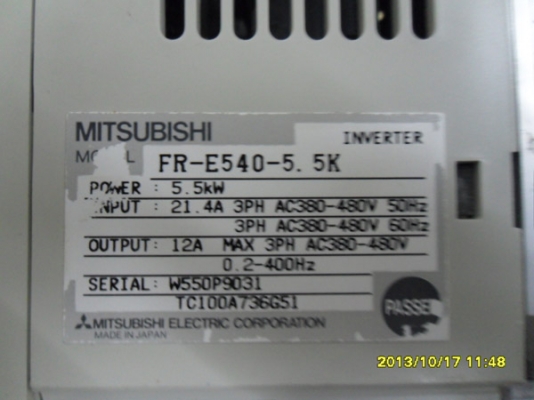 MITSUBISHI INVERTER
MODEL FR-E540-5.5K
POWER : 5.5kW
INPUT : 21.4A 3PH AC380-480V 50Hz
3PH AC380-480V 60Hz
OUTPUT: 12A MAX 3PH AC380-480V
0.2-400Hz
SERIAL: W550P9031
TC100A736G51
PASSED
MITSUBISHI ELECTRIC CORPORATION
MADE IN JAPAN
2013/10/17 11:48